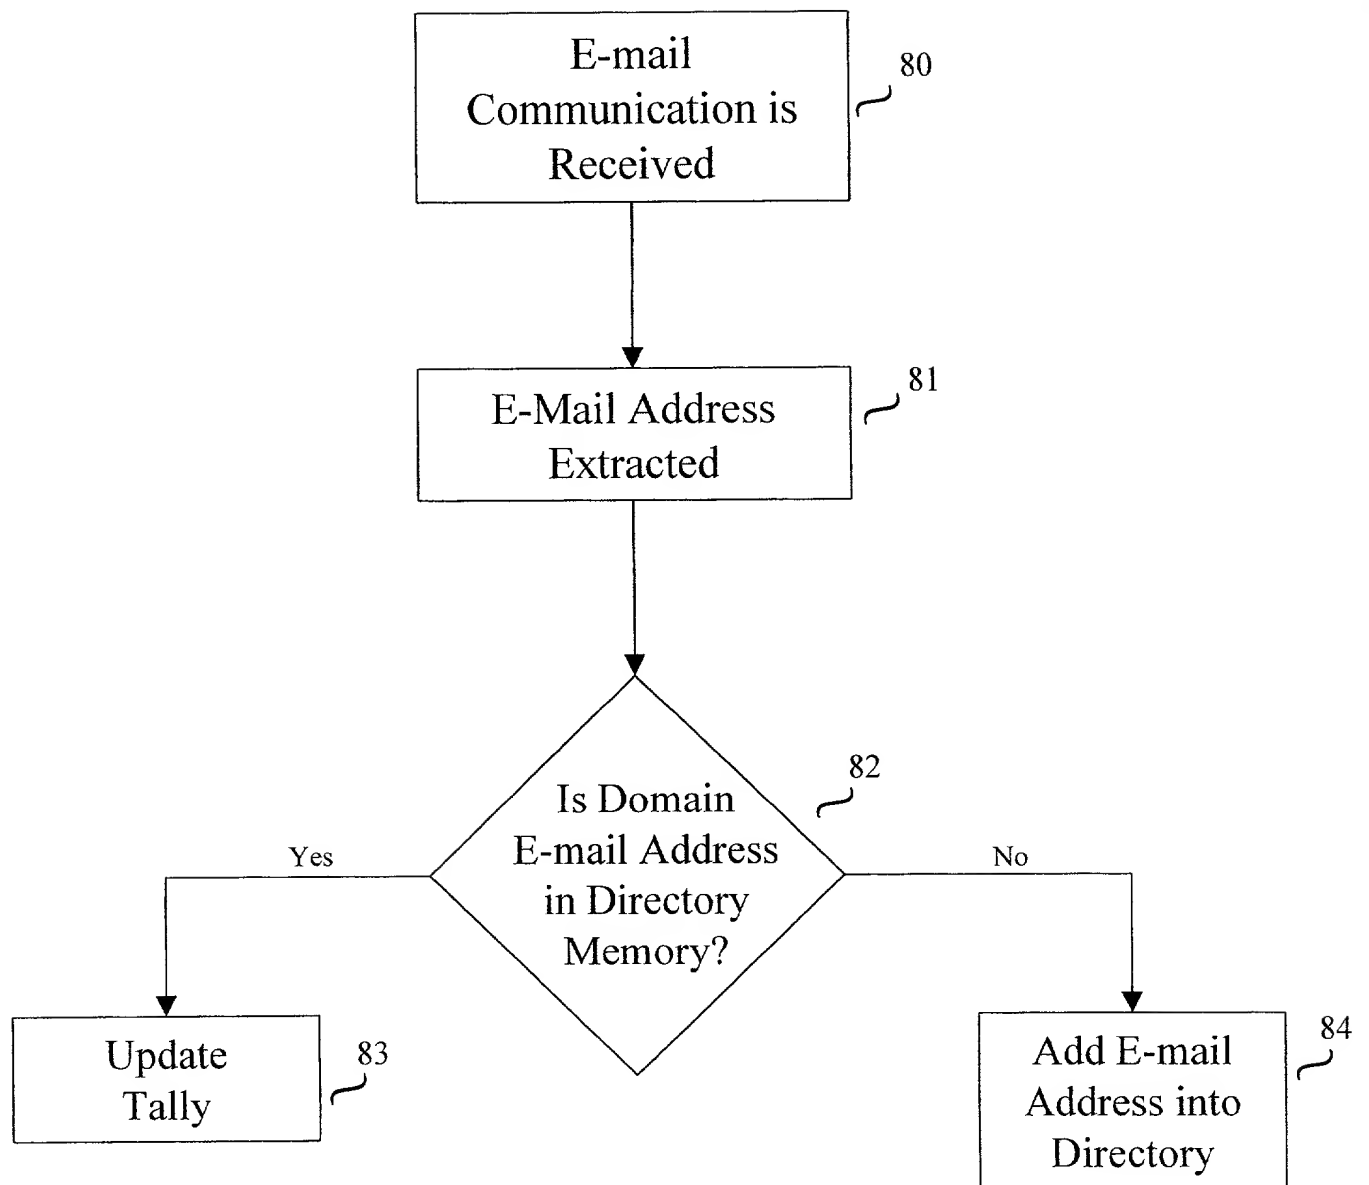 E-mail
Communication is
Received
80
E-Mail Address
Extracted
81
Is Domain
E-mail Address
in Directory
Memory?
82
Yes
No
Update
Tally
83
Add E-mail
Address into
Directory
84